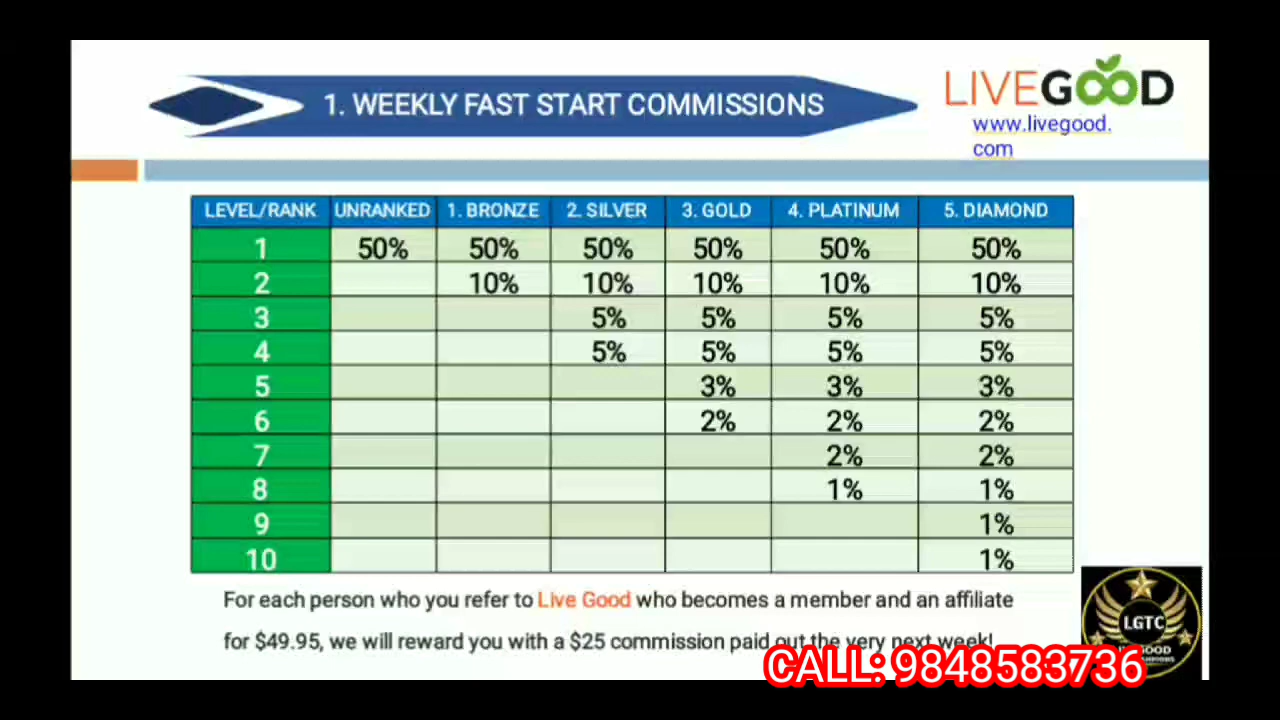 1. WEEKLY FAST START COMMISSIONS
LIVEGOOD
www.livegood.
com
LEVEL/RANK UNRANKED 1. BRONZE 2. SILVER 3. GOLD 4. PLATINUM 5. DIAMOND
1 50% 50% 50% 50% 50% 50%
2 10% 10% 10% 10% 10%
3 5% 5% 5% 5%
4 5% 5% 5% 5%
5 3% 3% 3%
6 2% 2% 2%
7 2% 2%
8 1% 1%
9 1%
10 1%
For each person who you refer to Live Good who becomes a member and an affiliate
for $49.95, we will reward you with a $25 commission paid out the very next week!
LGTC
CALL: 9848583736